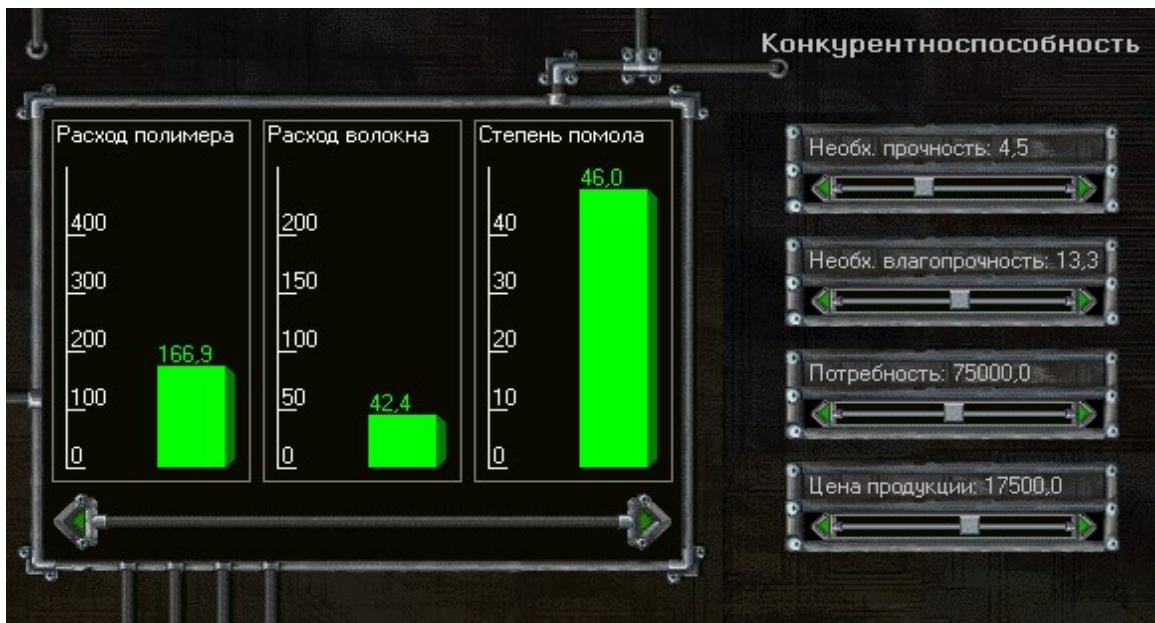 Конкурентноспособность
Расход полимера
400
300
200
166,9
100
0
Расход волокна
200
150
100
50
42,4
0
Степень помола
46,0
40
30
20
10
0
Необх. прочность: 4,5
Необх. влагопрочность: 13,3
Потребность: 75000,0
Цена продукции: 17500,0